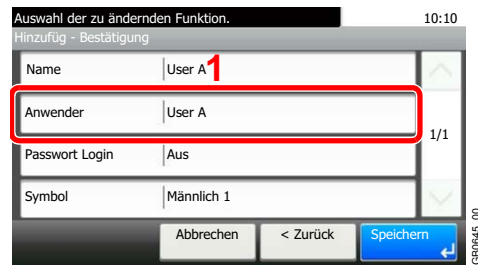 Auswahl der zu ändernden Funktion. 10:10
Hinzufüg - Bestätigung
Name User A 1
Anwender User A
1/1
Passwort Login Aus
Symbol Männlich 1
Abbrechen < Zurück Speichern
GB0645_00